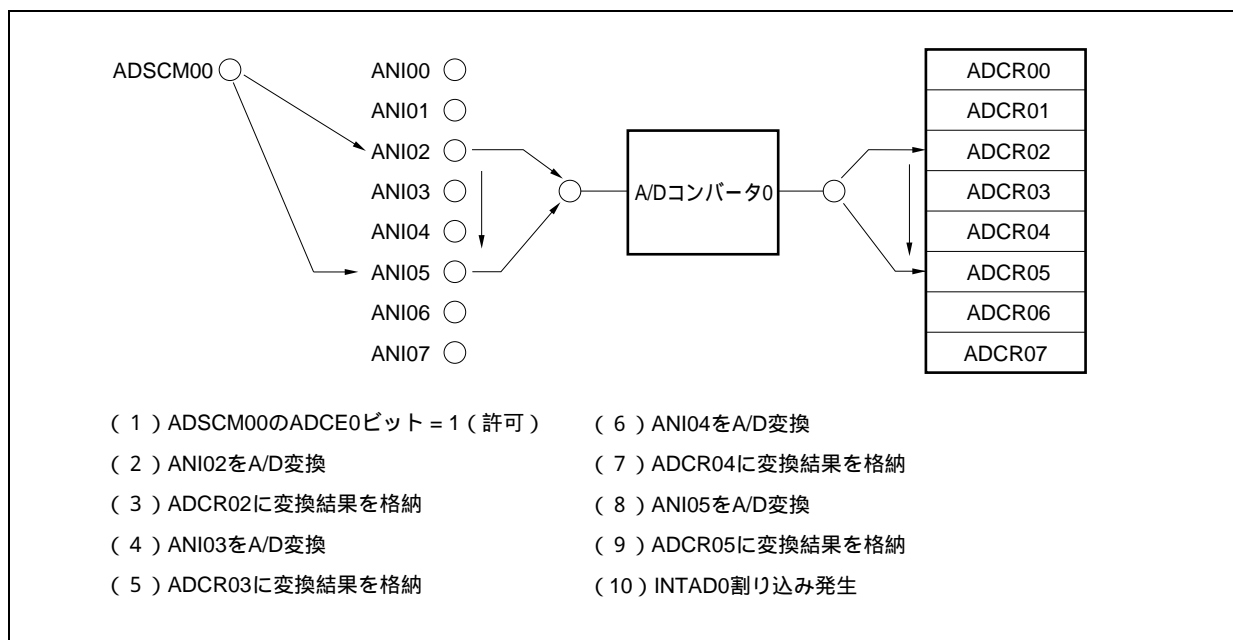 ADSCM00
ANI00
ANI01
ANI02
ANI03
ANI04
ANI05
ANI06
ANI07
A/Dコンバータ0
ADCR00
ADCR01
ADCR02
ADCR03
ADCR04
ADCR05
ADCR06
ADCR07
（1）ADSCM00のADCE0ビット = 1（許可）
（2）ANI02をA/D変換
（3）ADCR02に変換結果を格納
（4）ANI03をA/D変換
（5）ADCR03に変換結果を格納
（6）ANI04をA/D変換
（7）ADCR04に変換結果を格納
（8）ANI05をA/D変換
（9）ADCR05に変換結果を格納
（10）INTAD0割り込み発生